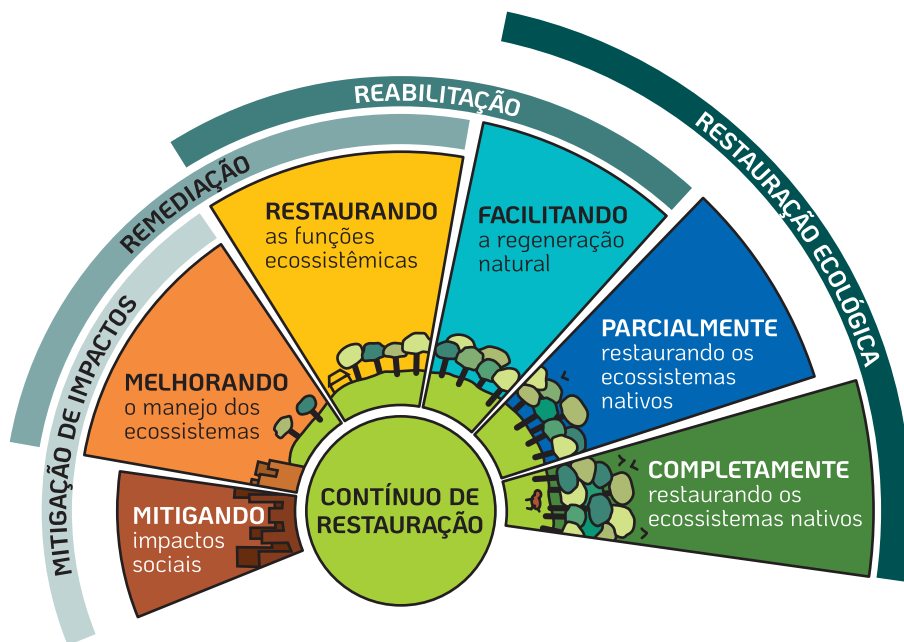 MITIGAÇÃO DE IMPACTOS
REMEDIAÇÃO
REABILITAÇÃO
RESTAURAÇÃO ECOLÓGICA
MITIGANDO
impactos
sociais
MELHORANDO
o manejo dos
ecossistemas
RESTAURANDO
as funções
ecossistêmicas
FACILITANDO
a regeneração
natural
PARCIALMENTE
restaurando os
ecossistemas
nativos
COMPLETAMENTE
restaurando os
ecossistemas nativos
CONTÍNUO DE
RESTAURAÇÃO